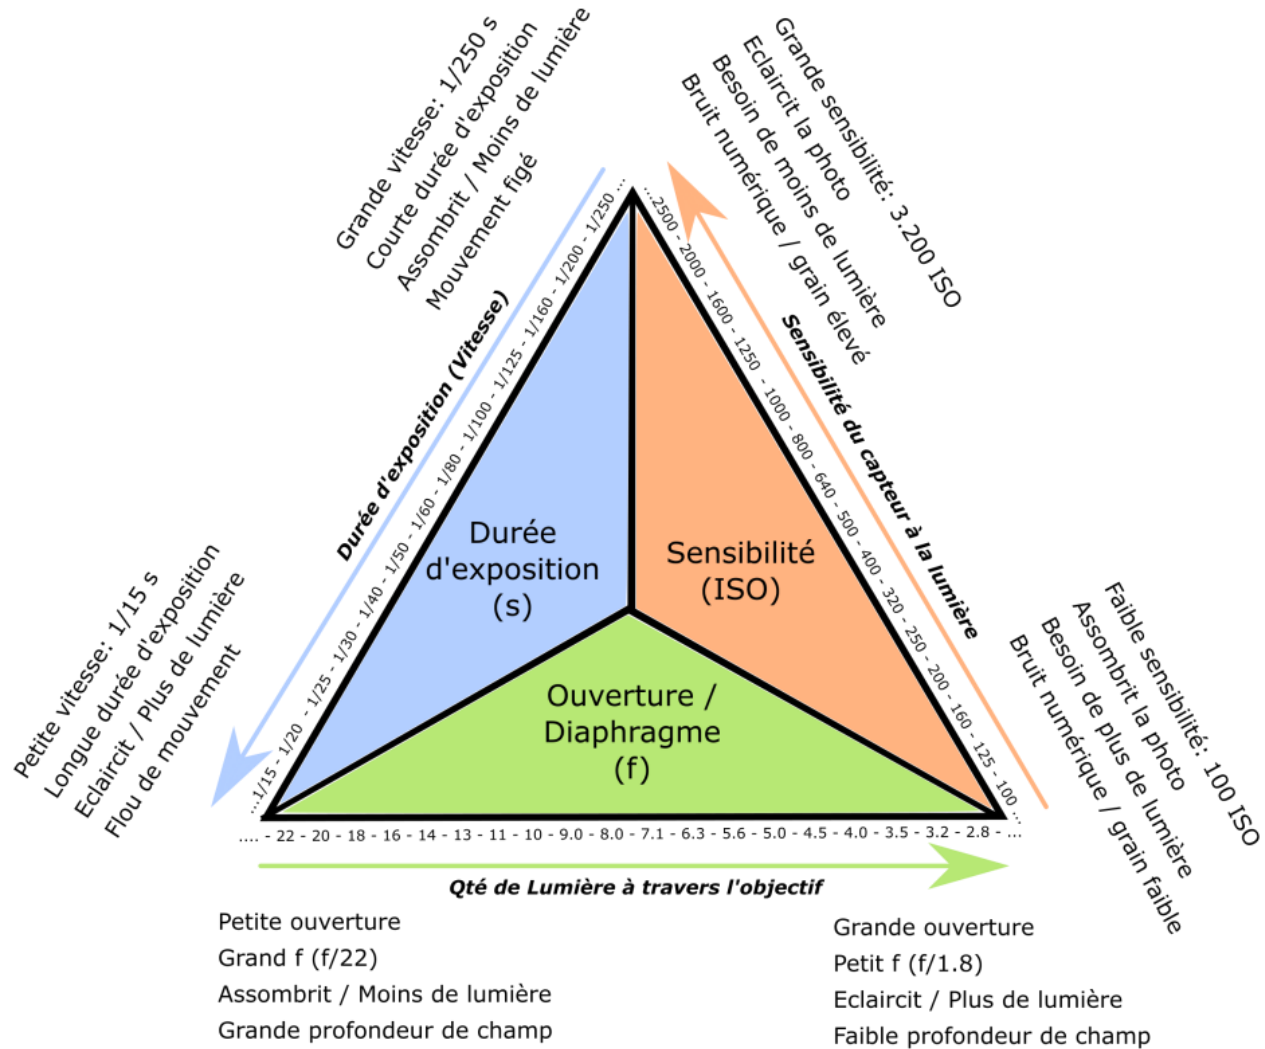 Grande vitesse: 1/250 s
Courte durée d'exposition
Assombrit / Moins de lumière
Mouvement figé
Grande sensibilité: 3.200 ISO
Eclaircit la photo
Besoin de moins de lumière
Bruit numérique / grain élevé
Durée d'exposition (Vitesse)
...1/15 - 1/20 - 1/25 - 1/30 - 1/40 - 1/50 - 1/60 - 1/80 - 1/100 - 1/125 - 1/160 - 1/200 - 1/250 ...
...2500 - 2000 - 1600 - 1250 - 1000 - 800 - 640 - 500 - 400 - 320 - 250 - 200 - 160 - 125 - 100 ...
Sensibilité du capteur à la lumière
Durée
d'exposition
(s)
Sensibilité
(ISO)
Ouverture /
Diaphragme
(f)
Petite vitesse: 1/15 s
Longue durée d'exposition
Eclaircit / Plus de lumière
Flou de mouvement
Faible sensibilité: 100 ISO
Assombrit la photo
Besoin de plus de lumière
Bruit numérique / grain faible
.... - 22 - 20 - 18 - 16 - 14 - 13 - 11 - 10 - 9.0 - 8.0 - 7.1 - 6.3 - 5.6 - 5.0 - 4.5 - 4.0 - 3.5 - 3.2 - 2.8 - ...
Qté de Lumière à travers l'objectif
Petite ouverture
Grand f (f/22)
Assombrit / Moins de lumière
Grande profondeur de champ
Grande ouverture
Petit f (f/1.8)
Eclaircit / Plus de lumière
Faible profondeur de champ